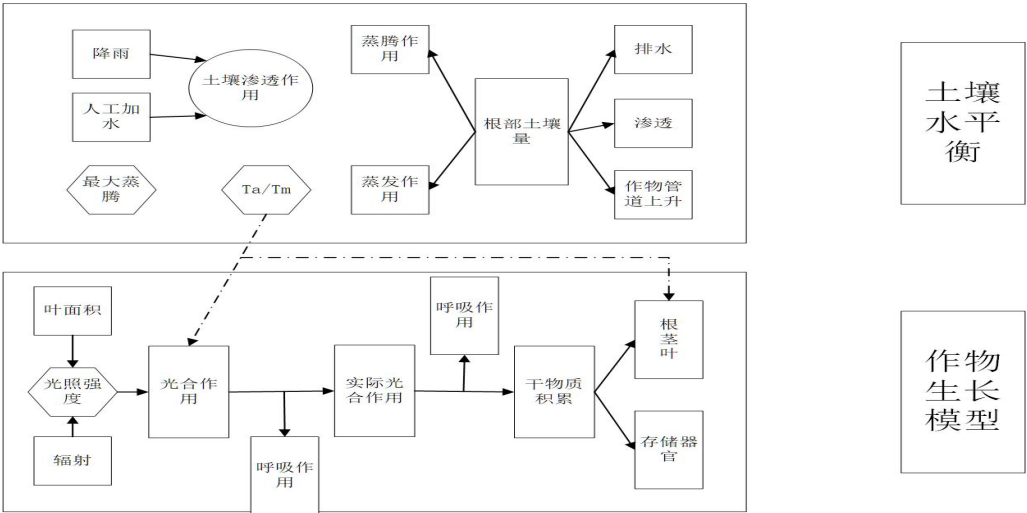 降雨
人工加
水
土壤渗透作
用
最大蒸
腾
Ta/Tm
蒸腾作
用
蒸发作
用
根部土壤
量
排水
渗透
作物管
道上升
土壤
水平
衡
叶面积
光照强
度
辐射
光合作
用
呼吸作
用
实际光
合作用
呼吸作
用
干物质
积累
根
茎
叶
存储器
官
作物
生长
模型